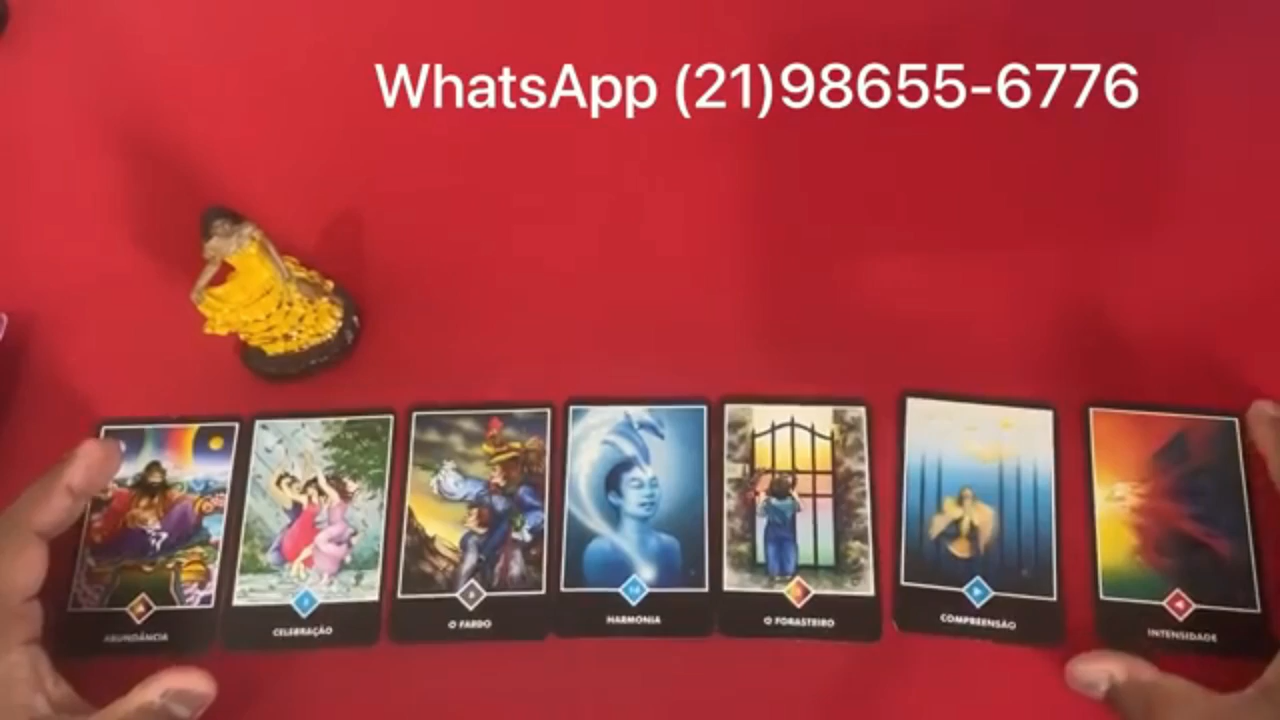 WhatsApp (21)98655-6776
ABUNDÂNCIA
CELEBRAÇÃO
O FARDO
HARMONIA
O FORASTEIRO
COMPREENSÃO
INTENSIDADE